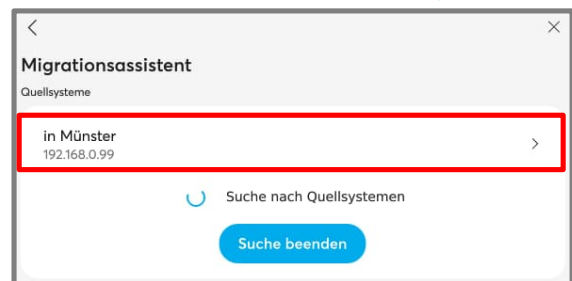 Migrationsassistent
Quellsysteme
in Münster
192.168.0.99
Suche nach Quellsystemen
Suche beenden